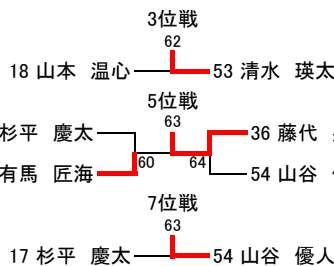 3位戦
62
18 山本 温心 53 清水 瑛太
5位戦
63
杉平 慶太 36 藤代
有馬 匠海 60 64 54 山谷
7位戦
63
17 杉平 慶太 54 山谷 優人